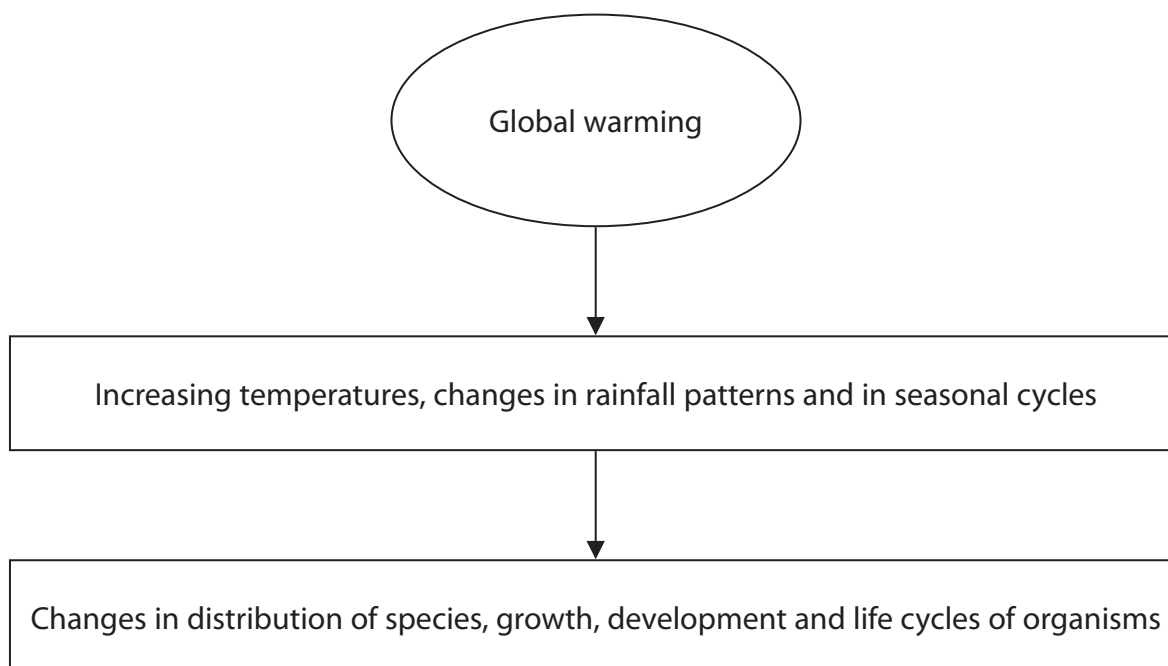 Global warming
Increasing temperatures, changes in rainfall patterns and in seasonal cycles
Changes in distribution of species, growth, development and life cycles of organisms